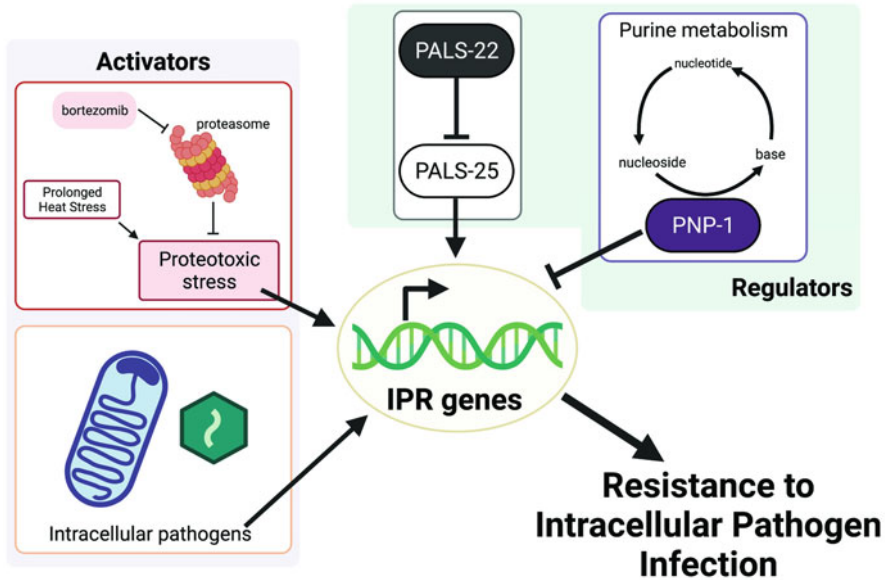 Activators
bortezomib
proteasome
Prolonged
Heat Stress
Proteotoxic
stress
Intracellular pathogens
PALS-22
PALS-25
Purine metabolism
nucleotide
nucleoside
base
PNP-1
Regulators
IPR genes
Resistance to
Intracellular Pathogen
Infection